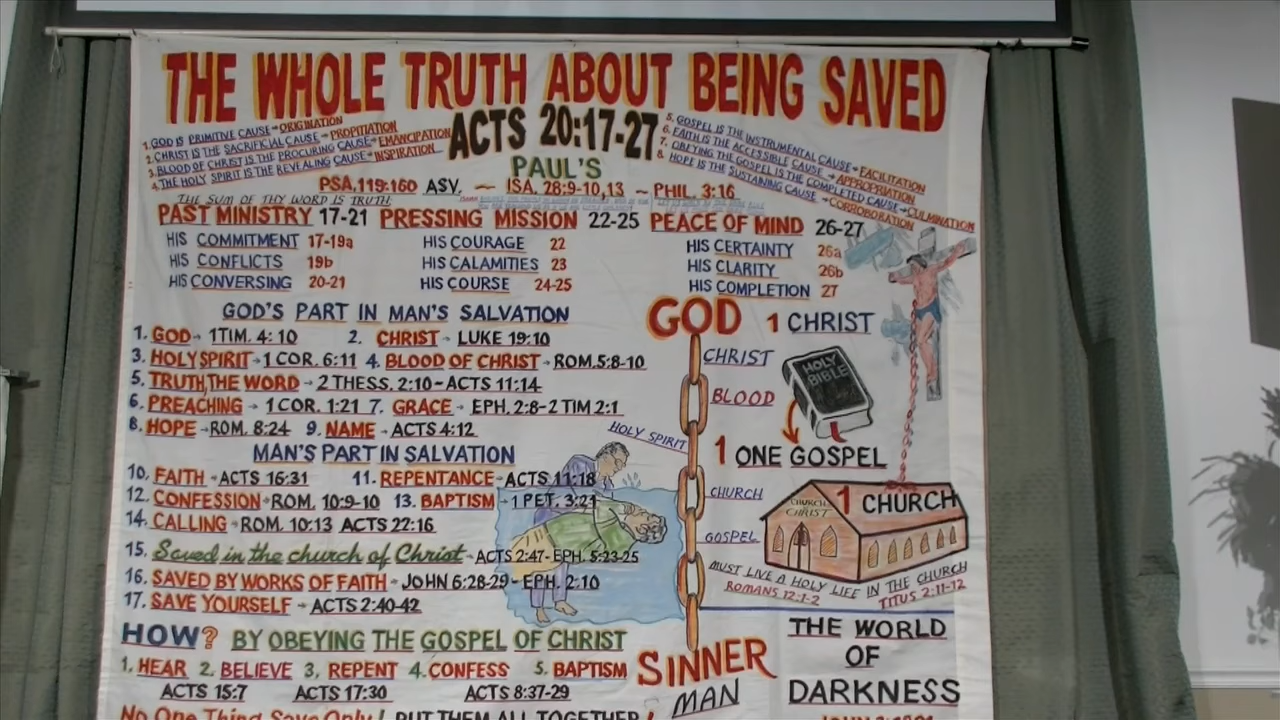 THE WHOLE TRUTH ABOUT BEING SAVED
ACTS 20:17-27
1. GOD IS PRIMITIVE CAUSE → ORIGINATION
2. CHRIST IS THE SACRIFICIAL CAUSE → PROPITIATION
3. BLOOD OF CHRIST IS THE PROCURING CAUSE → EMANCIPATION
4. THE HOLY SPIRIT IS THE REVEALING CAUSE → INSPIRATION
5. GOSPEL IS THE INSTRUMENTAL CAUSE → FACILITATION
6. FAITH IS THE ACCESSIBLE CAUSE → APPROPRIATION
7. OBEYING THE GOSPEL IS THE COMPLETED CAUSE → CULMINATION
8. HOPE IS THE SUSTAINING CAUSE → CORROBORATION
PAUL'S
PSA. 119:160 ASV. ~ ISA. 28:9-10,13 ~ PHIL. 3:16
THE SUM OF THY WORD IS TRUTH
PAST MINISTRY 17-21 PRESSING MISSION 22-25 PEACE OF MIND 26-27
HIS COMMITMENT 17-19a HIS COURAGE 22 HIS CERTAINTY 26a
HIS CONFLICTS 19b HIS CALAMITIES 23 HIS CLARITY 26b
HIS CONVERSING 20-21 HIS COURSE 24-25 HIS COMPLETION 27
GOD'S PART IN MAN'S SALVATION
1. GOD - 1 TIM. 4:10 2. CHRIST - LUKE 19:10
3. HOLY SPIRIT - 1 COR. 6:11 4. BLOOD OF CHRIST - ROM. 5:8-10
5. TRUTH, THE WORD - 2 THESS. 2:10 - ACTS 11:14
6. PREACHING - 1 COR. 1:21 7. GRACE - EPH. 2:8 - 2 TIM 2:1
8. HOPE - ROM. 8:24 9. NAME - ACTS 4:12
MAN'S PART IN SALVATION
10. FAITH - ACTS 16:31 11. REPENTANCE - ACTS 11:18
12. CONFESSION - ROM. 10:9-10 13. BAPTISM - 1 PET. 3:21
14. CALLING - ROM. 10:13 ACTS 22:16
15. Saved in the church of Christ - ACTS 2:47 - EPH. 5:23-25
16. SAVED BY WORKS OF FAITH - JOHN 6:28-29 - EPH. 2:10
17. SAVE YOURSELF - ACTS 2:40-42
HOW? BY OBEYING THE GOSPEL OF CHRIST
1. HEAR 2. BELIEVE 3. REPENT 4. CONFESS 5. BAPTISM
ACTS 15:7 ACTS 17:30 ACTS 8:37-29
No One Thing Save Only! PUT THEM ALL TOGETHER!
GOD
1 CHRIST
CHRIST
BLOOD
HOLY SPIRIT
CHURCH
GOSPEL
HOLY BIBLE
1 ONE GOSPEL
1 CHURCH
CHURCH
CHRIST
MUST LIVE A HOLY LIFE IN THE CHURCH
ROMANS 12:1-2 TITUS 2:11-12
SINNER
MAN
THE WORLD
OF
DARKNESS